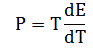 P = T dE/dT